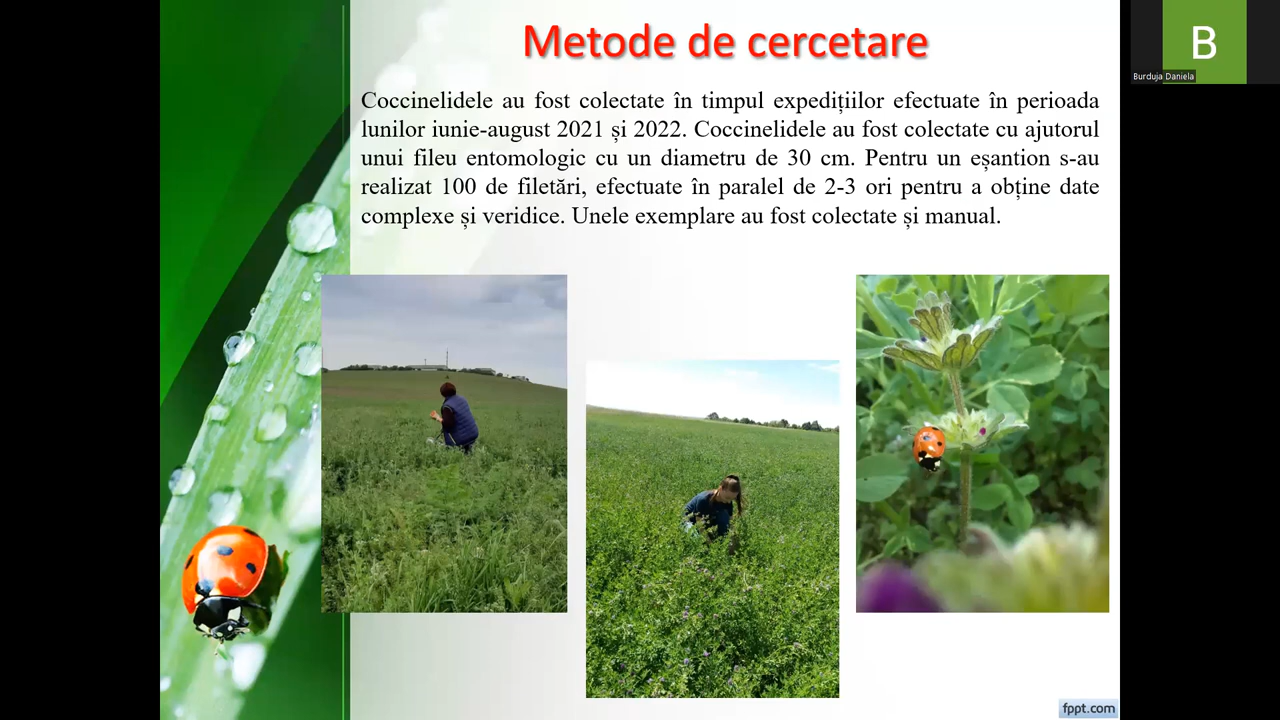 Metode de cercetare
B
Burduja Daniela
Coccinelidele au fost colectate în timpul expedițiilor efectuate în perioada
lunilor iunie-august 2021 și 2022. Coccinelidele au fost colectate cu ajutorul
unui fileu entomologic cu un diametru de 30 cm. Pentru un eșantion s-au
realizat 100 de filetări, efectuate în paralel de 2-3 ori pentru a obține date
complexe și veridice. Unele exemplare au fost colectate și manual.
fppt.com